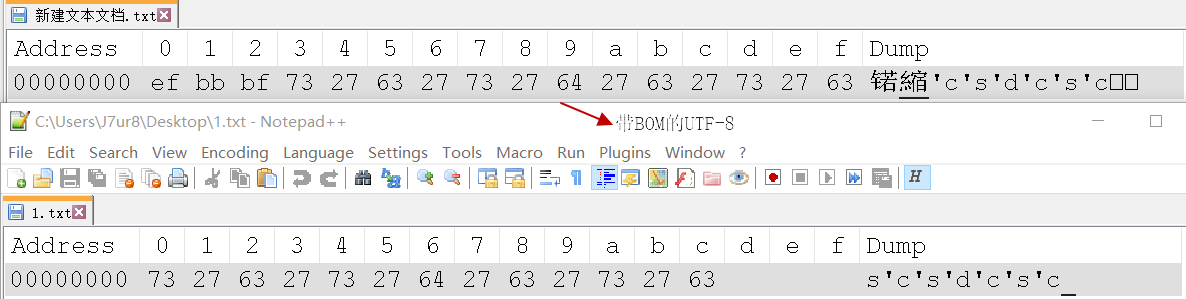 新建文本文档.txt
Address 0 1 2 3 4 5 6 7 8 9 a b c d e f Dump
00000000 ef bb bf 73 27 63 27 73 27 64 27 63 27 73 27 63 锘縮'c's'd'c's'c□□
C:\Users\J7ur8\Desktop\1.txt - Notepad++ 带BOM的UTF-8
File Edit Search View Encoding Language Settings Tools Macro Run Plugins Window ?
1.txt
Address 0 1 2 3 4 5 6 7 8 9 a b c d e f Dump
00000000 73 27 63 27 73 27 64 27 63 27 73 27 63 s'c's'd'c's'c